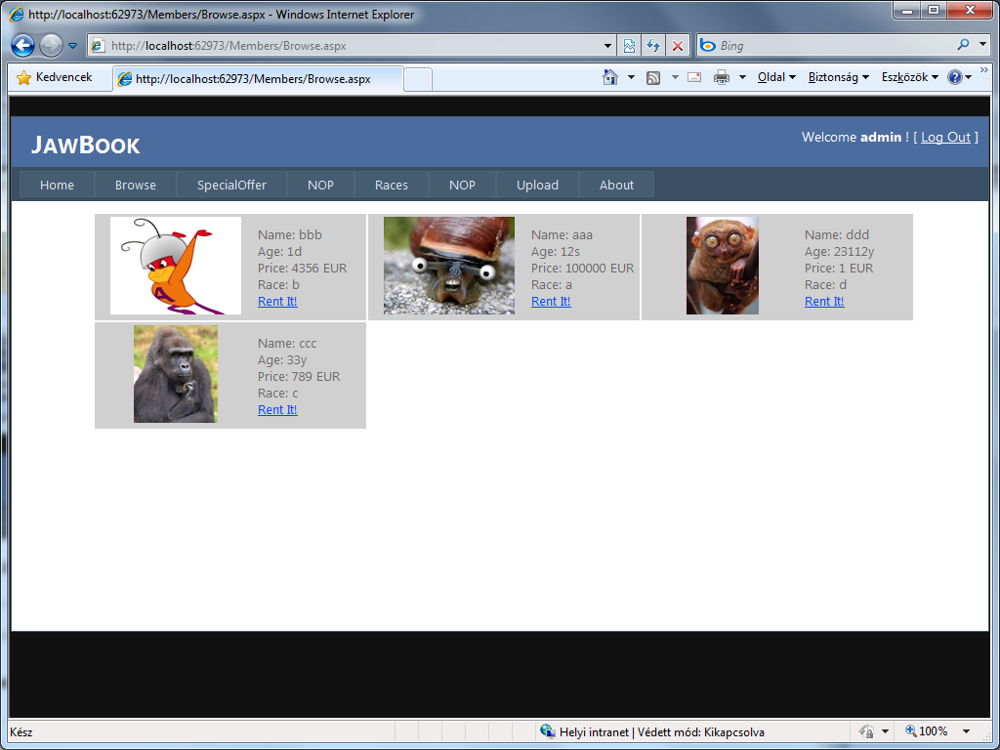 http://localhost:62973/Members/Browse.aspx - Windows Internet Explorer
http://localhost:62973/Members/Browse.aspx
Bing
Kedvencek
http://localhost:62973/Members/Browse.aspx
Oldal
Biztonság
Eszközök
JawBook
Welcome admin ! [ Log Out ]
Home
Browse
SpecialOffer
NOP
Races
NOP
Upload
About
Name: bbb
Age: 1d
Price: 4356 EUR
Race: b
Rent It!
Name: aaa
Age: 12s
Price: 100000 EUR
Race: a
Rent It!
Name: ddd
Age: 23112y
Price: 1 EUR
Race: d
Rent It!
Name: ccc
Age: 33y
Price: 789 EUR
Race: c
Rent It!
Kész
Helyi intranet | Védett mód: Kikapcsolva
100%